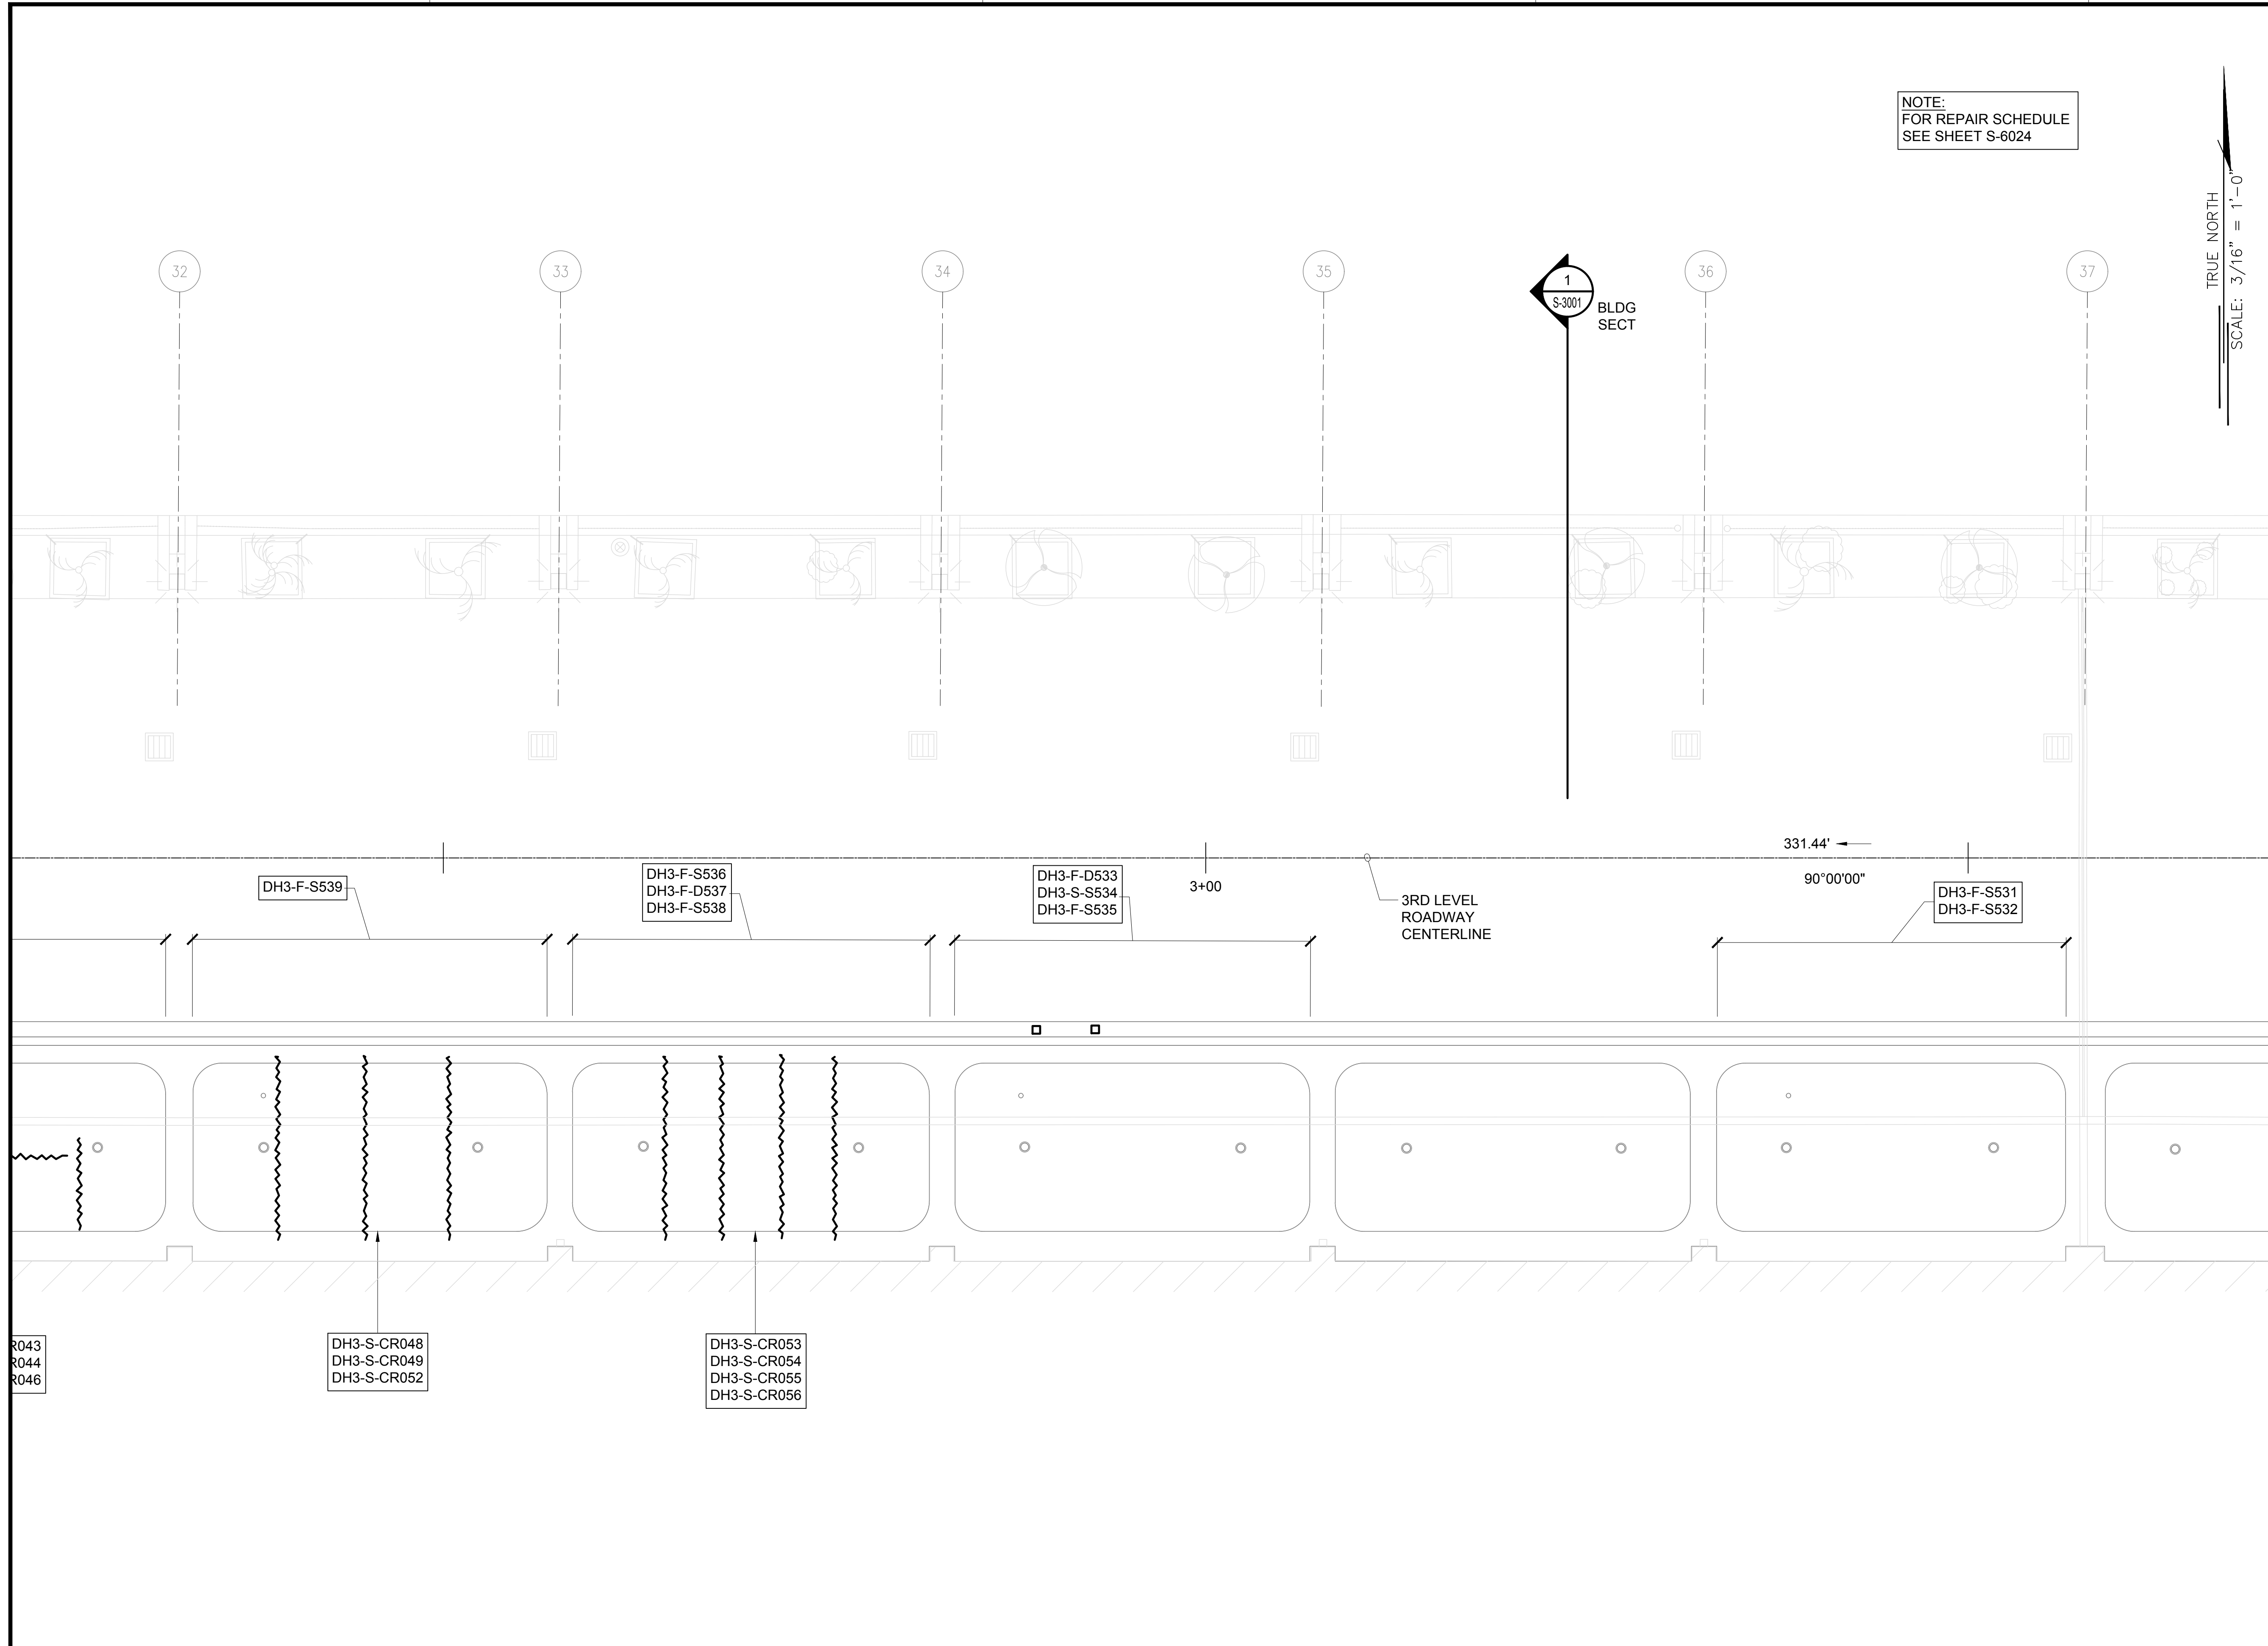 NOTE:
FOR REPAIR SCHEDULE
SEE SHEET S-6024
TRUE NORTH
SCALE: 3/16" = 1'-0"
32
33
34
35
36
37
1
S-3001
BLDG
SECT
331.44'
90°00'00"
3+00
3RD LEVEL
ROADWAY
CENTERLINE
DH3-F-S539
DH3-F-S536
DH3-F-D537
DH3-F-S538
DH3-F-D533
DH3-S-S534
DH3-F-S535
DH3-F-S531
DH3-F-S532
R043
R044
R046
DH3-S-CR048
DH3-S-CR049
DH3-S-CR052
DH3-S-CR053
DH3-S-CR054
DH3-S-CR055
DH3-S-CR056